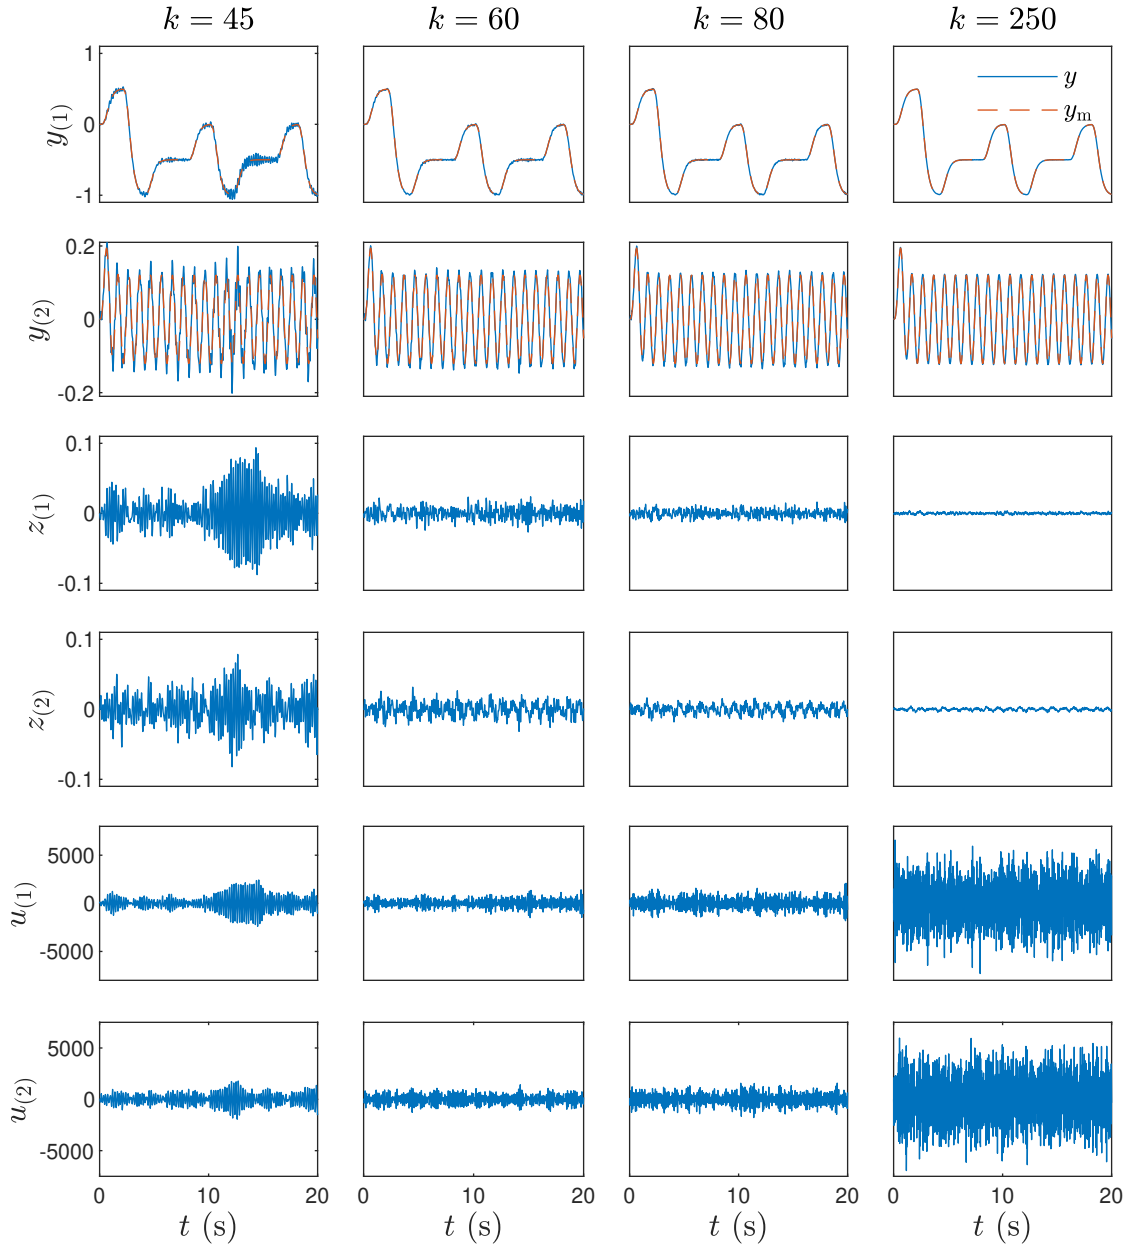 k = 45 k = 60 k = 80 k = 250
1
0
-1
y(1)
y
ym
0.2
0
-0.2
y(2)
0.1
0
-0.1
z(1)
0.1
0
-0.1
z(2)
5000
0
-5000
u(1)
5000
0
-5000
u(2)
0 10 20 0 10 20 0 10 20 0 10 20
t (s) t (s) t (s) t (s)